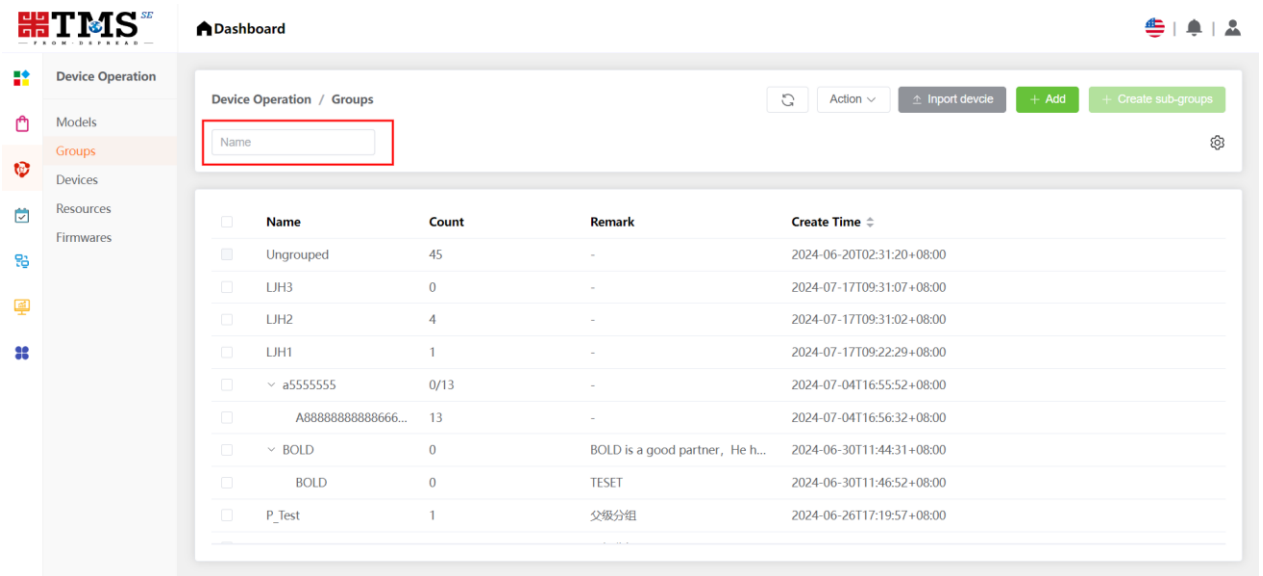 TMS SE
FROM DSPREAD
Dashboard
Device Operation
Models
Groups
Devices
Resources
Firmwares
Device Operation / Groups
Action
Inport devcie
+ Add
+ Create sub-groups
Name
Name Count Remark Create Time
Ungrouped 45 - 2024-06-20T02:31:20+08:00
LJH3 0 - 2024-07-17T09:31:07+08:00
LJH2 4 - 2024-07-17T09:31:02+08:00
LJH1 1 - 2024-07-17T09:22:29+08:00
a5555555 0/13 - 2024-07-04T16:55:52+08:00
A88888888888666... 13 - 2024-07-04T16:56:32+08:00
BOLD 0 BOLD is a good partner，He h... 2024-06-30T11:44:31+08:00
BOLD 0 TESET 2024-06-30T11:46:52+08:00
P_Test 1 父级分组 2024-06-26T17:19:57+08:00